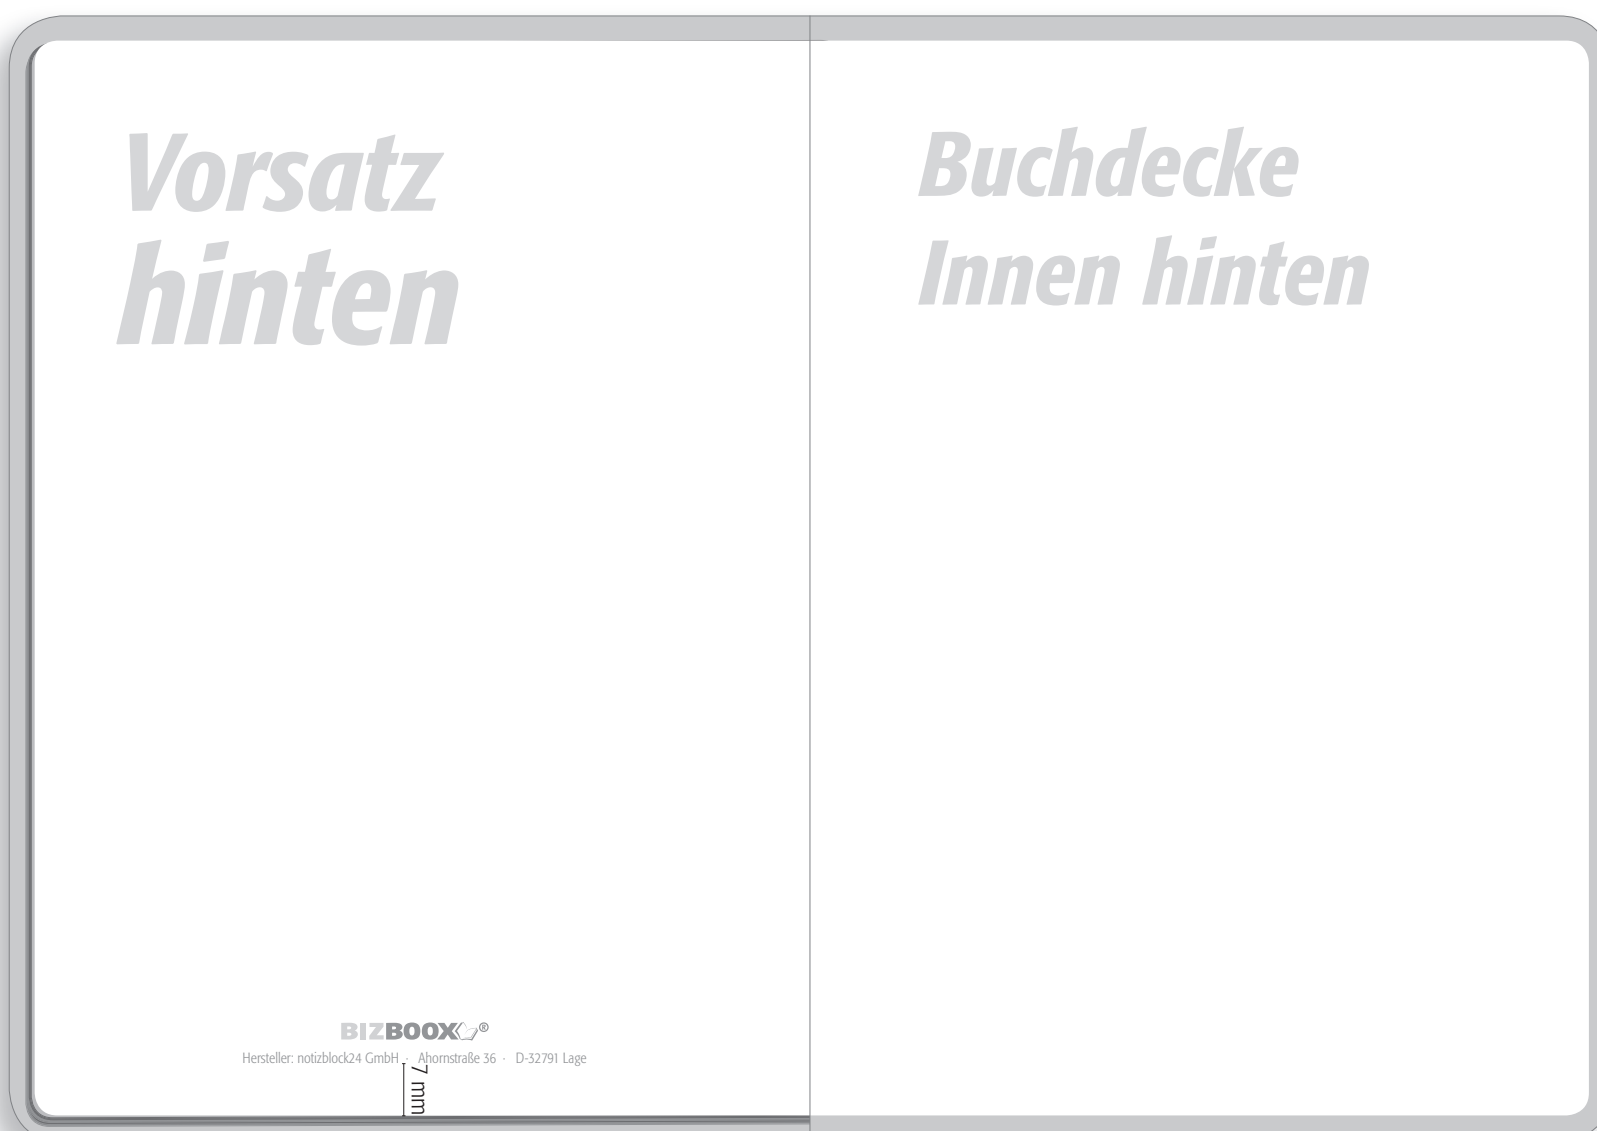 Vorsatz
hinten
Buchdecke
Innen hinten
BIZBOOX®
Hersteller: notizblock24 GmbH · Ahornstraße 36 · D-32791 Lage
7 mm